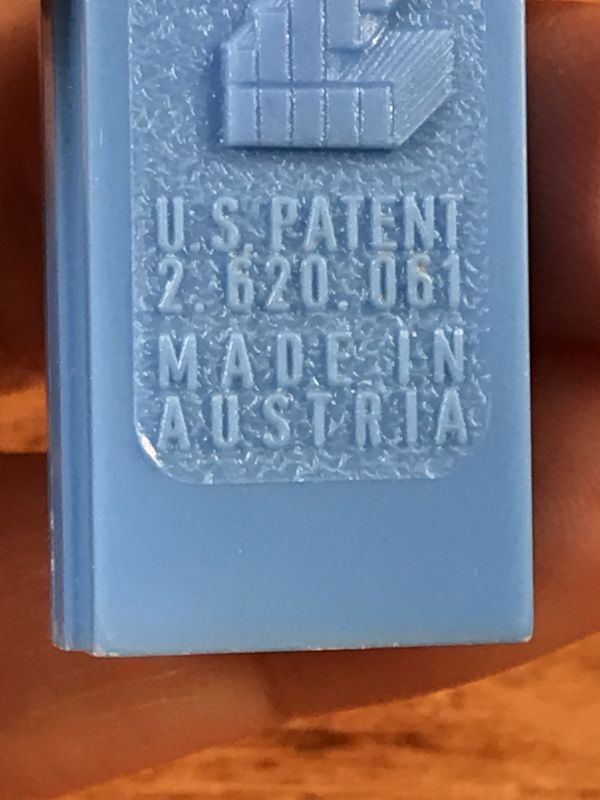 U.S. PATENT
2.620.061
MADE IN
AUSTRIA